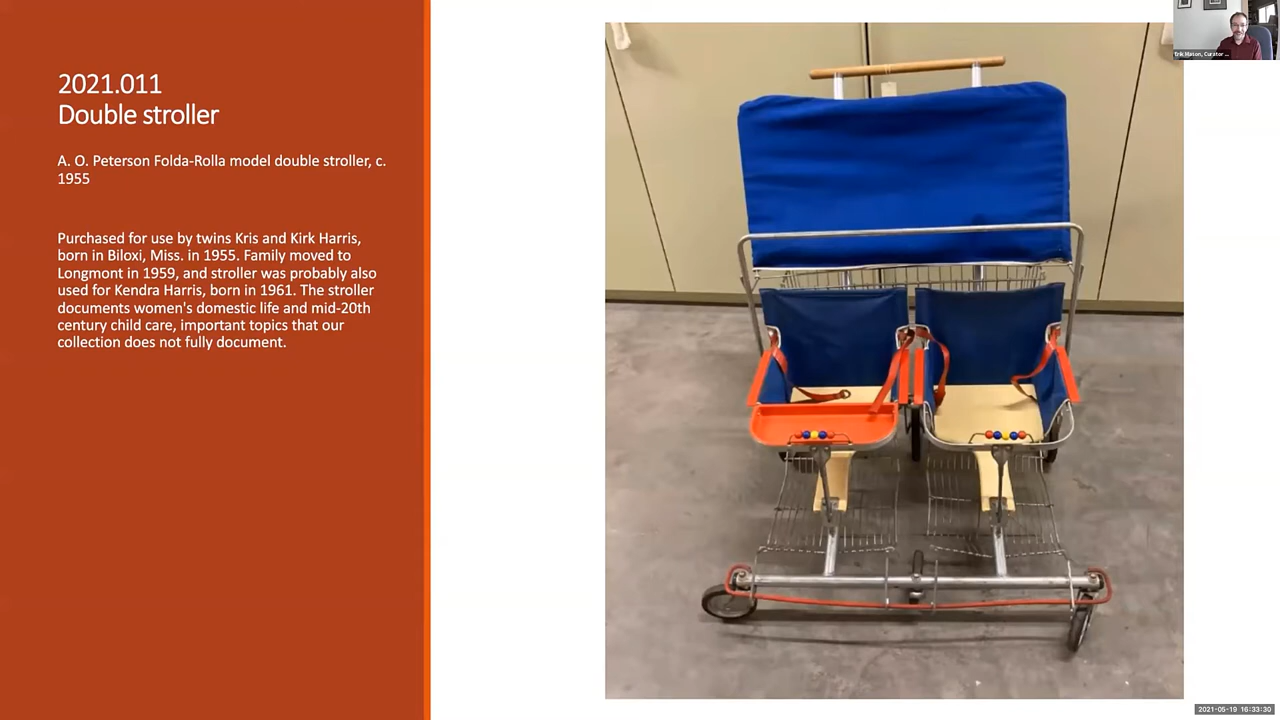 2021.011
Double stroller
A. O. Peterson Folda-Rolla model double stroller, c.
1955
Purchased for use by twins Kris and Kirk Harris,
born in Biloxi, Miss. in 1955. Family moved to
Longmont in 1959, and stroller was probably also
used for Kendra Harris, born in 1961. The stroller
documents women's domestic life and mid-20th
century child care, important topics that our
collection does not fully document.
Erik Mason, Curator ...
2021-05-19 16:33:30